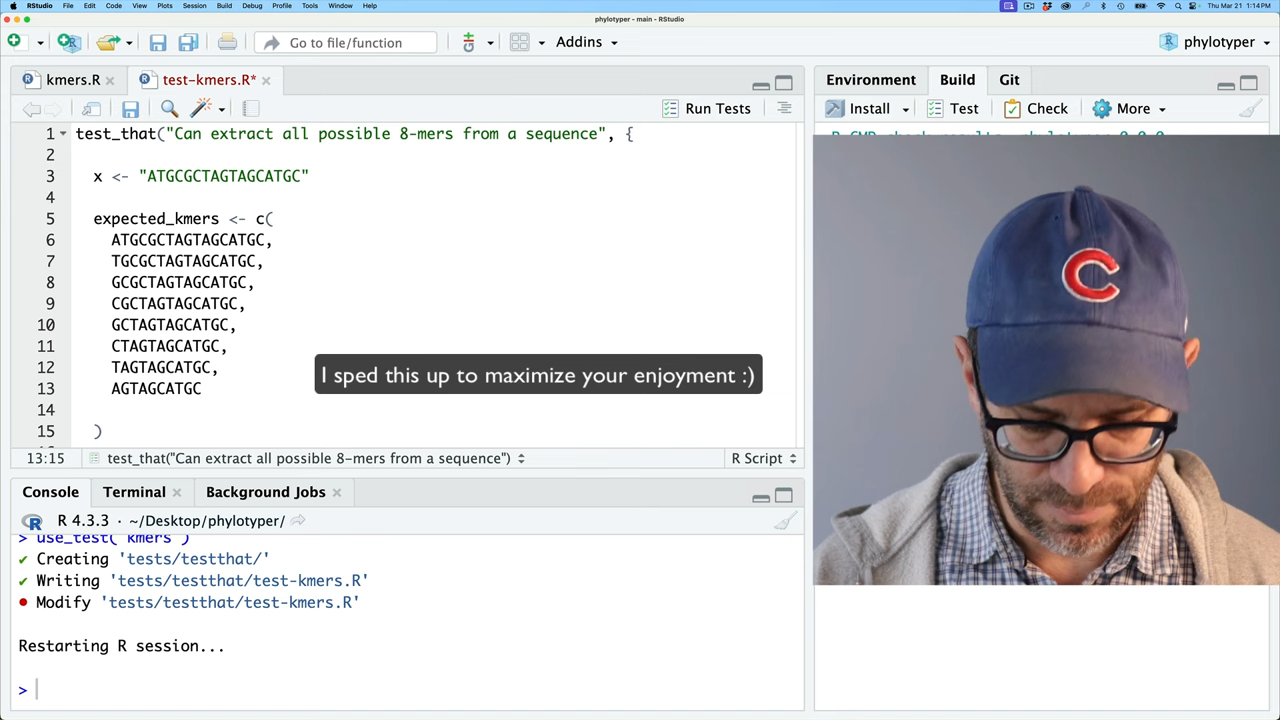 RStudio File Edit Code View Plots Session Build Debug Profile Tools Window Help Thu Mar 21 1:14 PM
phylotyper - main - RStudio
Go to file/function Addins phylotyper
kmers.R test-kmers.R*
Run Tests
1 test_that("Can extract all possible 8-mers from a sequence", {
2
3 x <- "ATGCGCTAGTAGCATGC"
4
5 expected_kmers <- c(
6 ATGCGCTAGTAGCATGC,
7 TGCGCTAGTAGCATGC,
8 GCGCTAGTAGCATGC,
9 CGCTAGTAGCATGC,
10 GCTAGTAGCATGC,
11 CTAGTAGCATGC,
12 TAGTAGCATGC,
13 AGTAGCATGC
14
15 )
I sped this up to maximize your enjoyment :)
13:15 test_that("Can extract all possible 8-mers from a sequence") R Script
Console Terminal Background Jobs
R 4.3.3 · ~/Desktop/phylotyper/
> use_test("kmers")
✔ Creating 'tests/testthat/'
✔ Writing 'tests/testthat/test-kmers.R'
• Modify 'tests/testthat/test-kmers.R'
Restarting R session...
>
Environment Build Git
Install Test Check More
C